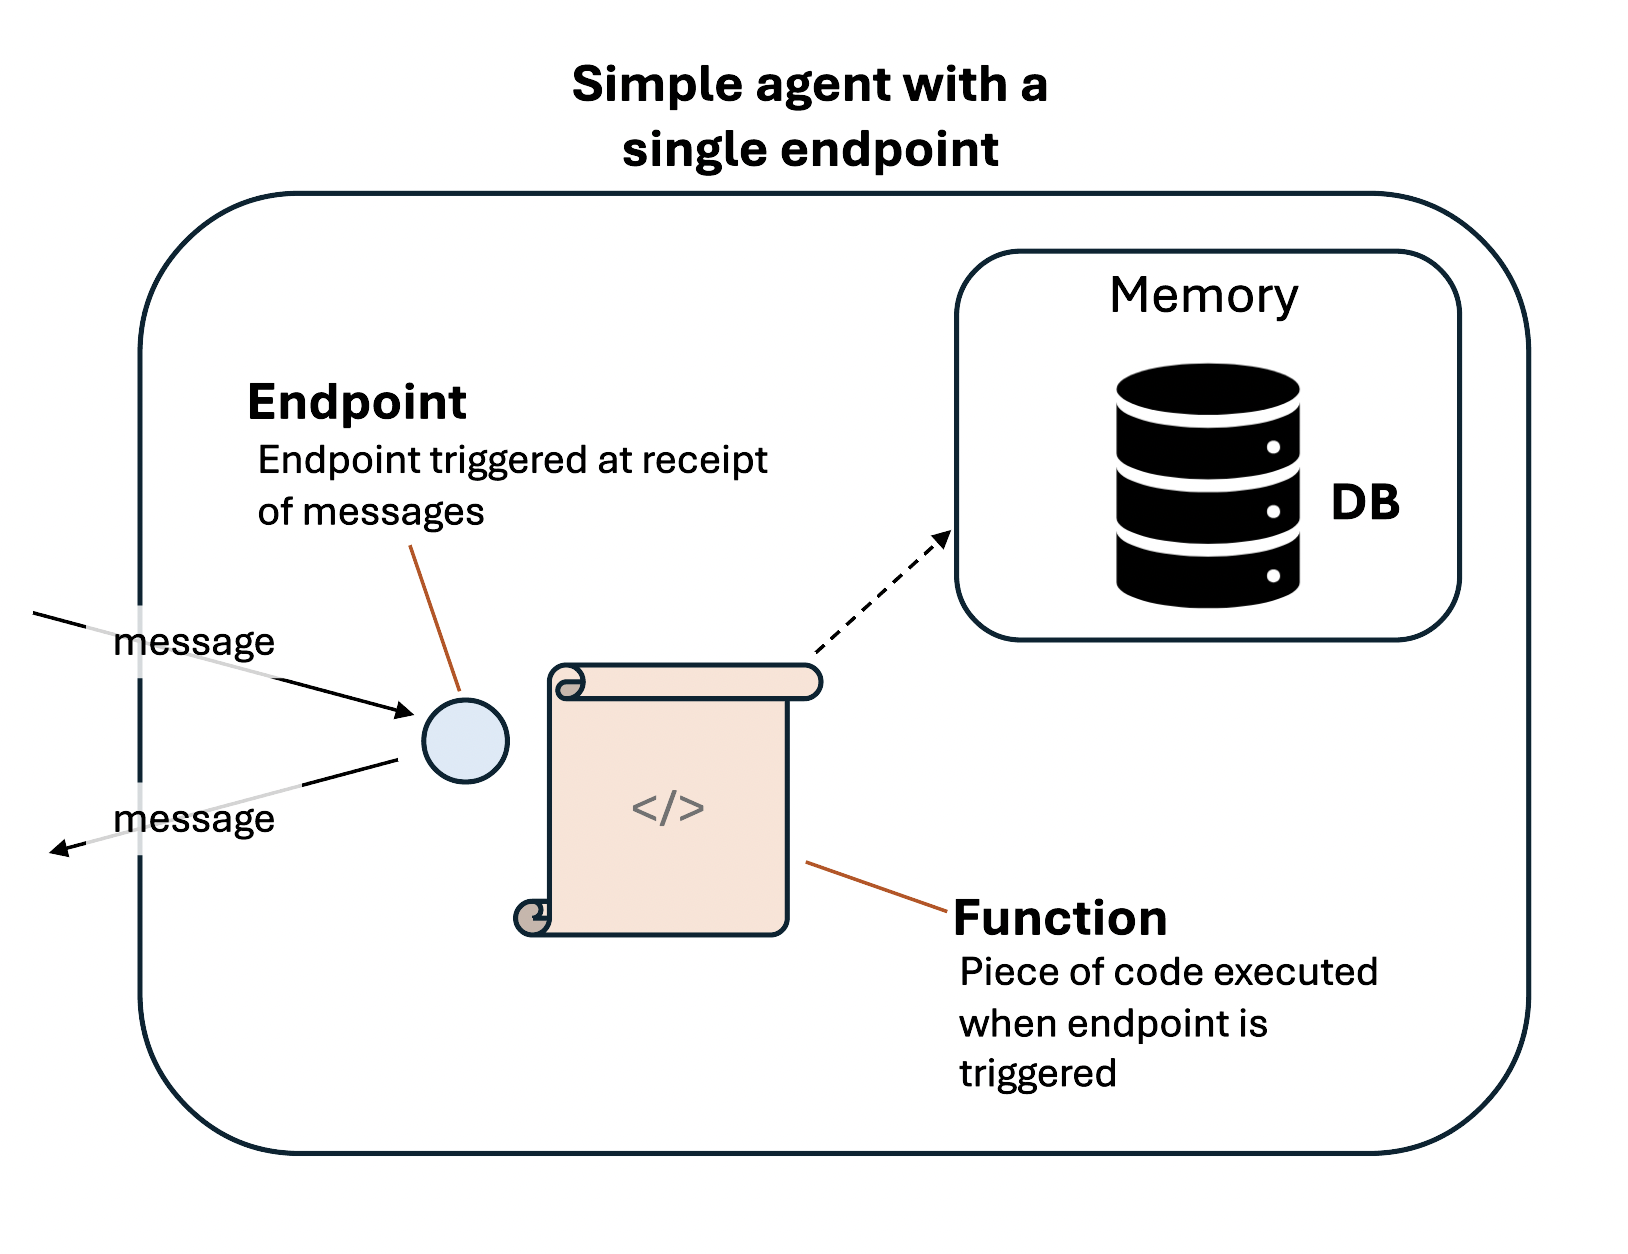 Simple agent with a
single endpoint
Memory
DB
Endpoint
Endpoint triggered at receipt
of messages
message
message
</>
Function
Piece of code executed
when endpoint is
triggered